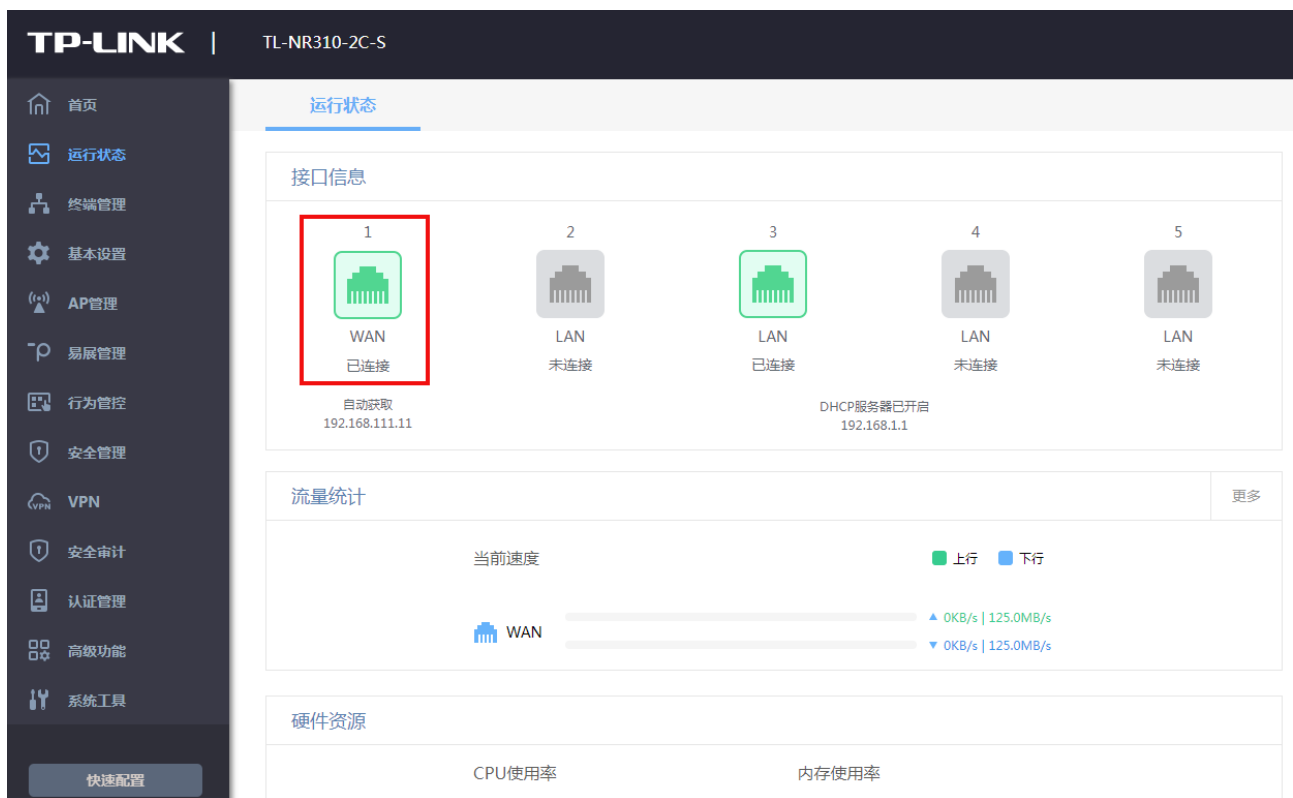 TP-LINK | TL-NR310-2C-S
首页
运行状态
终端管理
基本设置
AP管理
易展管理
行为管控
安全管理
VPN
安全审计
认证管理
高级功能
系统工具
快速配置
运行状态
接口信息
1 2 3 4 5
WAN LAN LAN LAN LAN
已连接 未连接 已连接 未连接 未连接
自动获取 DHCP服务器已开启
192.168.111.11 192.168.1.1
流量统计 更多
当前速度 上行 下行
WAN
0KB/s | 125.0MB/s
0KB/s | 125.0MB/s
硬件资源
CPU使用率 内存使用率